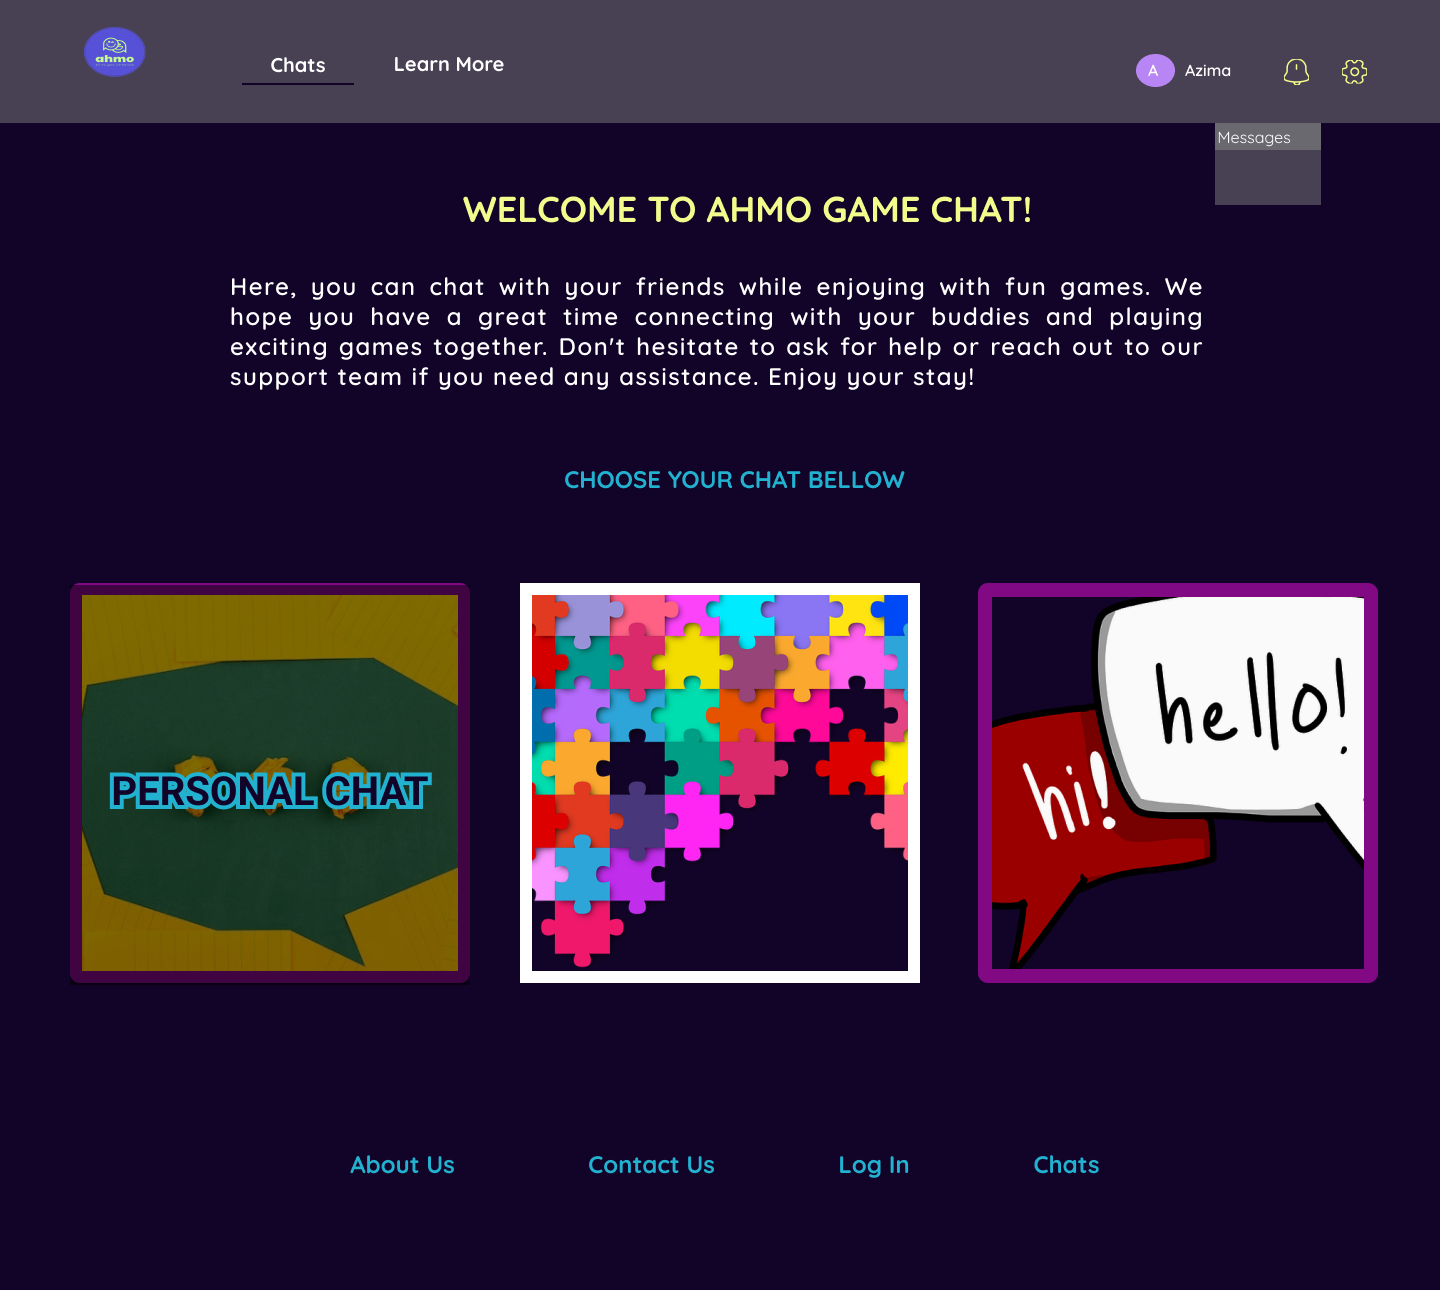 ahmo
Chats
Learn More
A
Azima
Messages
WELCOME TO AHMO GAME CHAT!
Here, you can chat with your friends while enjoying with fun games. We
hope you have a great time connecting with your buddies and playing
exciting games together. Don't hesitate to ask for help or reach out to our
support team if you need any assistance. Enjoy your stay!
CHOOSE YOUR CHAT BELLOW
PERSONAL CHAT
hello!
hi!
About Us
Contact Us
Log In
Chats